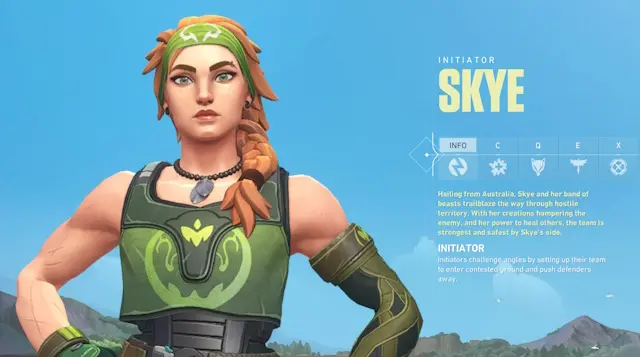 INITIATOR
SKYE
INFO C Q E X
Hailing from Australia, Skye and her band of
beasts trailblaze the way through hostile
territory. With her creations hampering the
enemy, and her power to heal others, the team is
strongest and safest by Skye's side.
INITIATOR
Initiators challenge angles by setting up their team
to enter contested ground and push defenders
away.